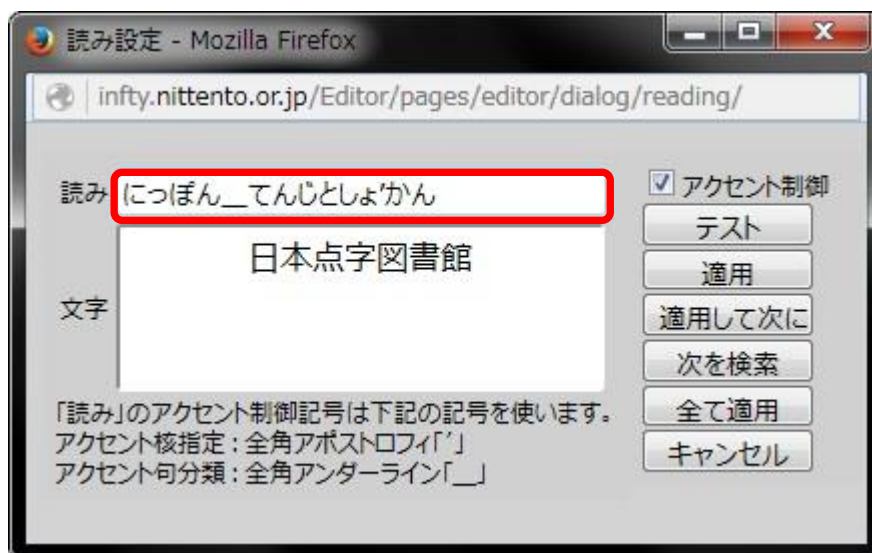 読み設定 - Mozilla Firefox
infty.nittento.or.jp/Editor/pages/editor/dialog/reading/
読み にっぽん＿てんじとしょ’かん
アクセント制御
テスト
文字 日本点字図書館
適用
適用して次に
次を検索
全て適用
キャンセル
「読み」のアクセント制御記号は下記の記号を使います。
アクセント核指定：全角アポストロフィ「’」
アクセント句分類：全角アンダーライン「＿」